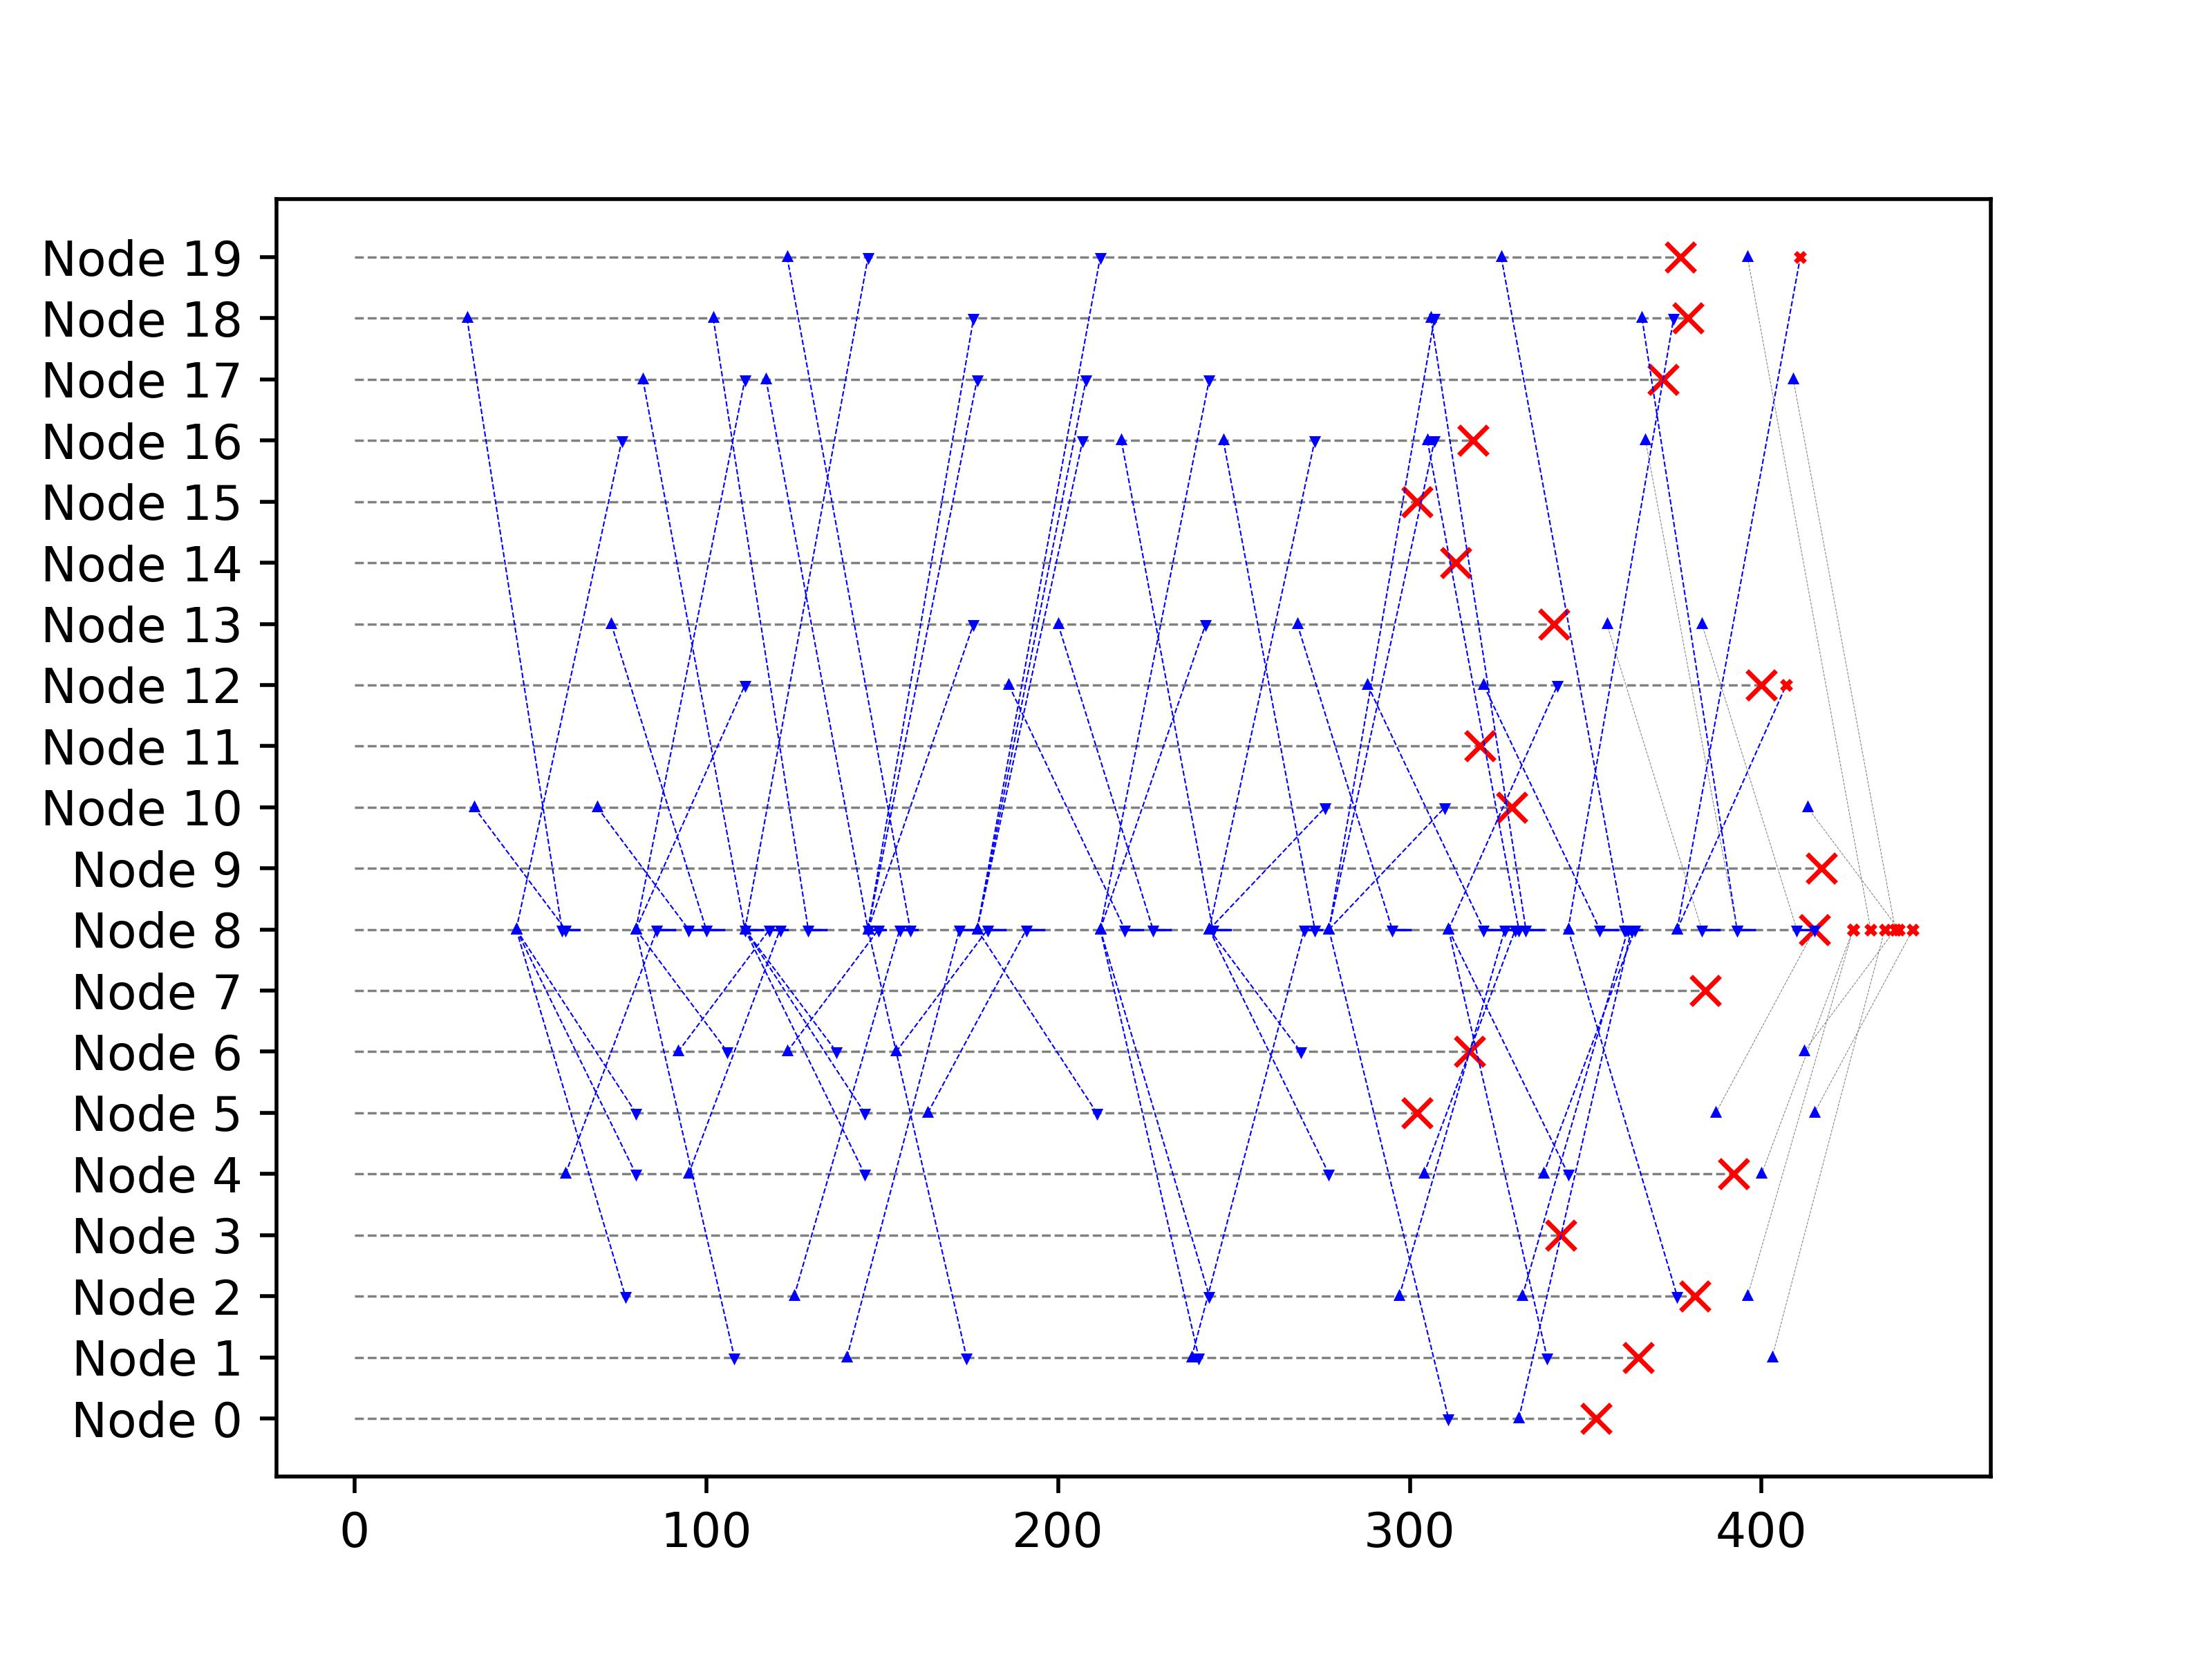 Node 19
Node 18
Node 17
Node 16
Node 15
Node 14
Node 13
Node 12
Node 11
Node 10
Node 9
Node 8
Node 7
Node 6
Node 5
Node 4
Node 3
Node 2
Node 1
Node 0
0 100 200 300 400